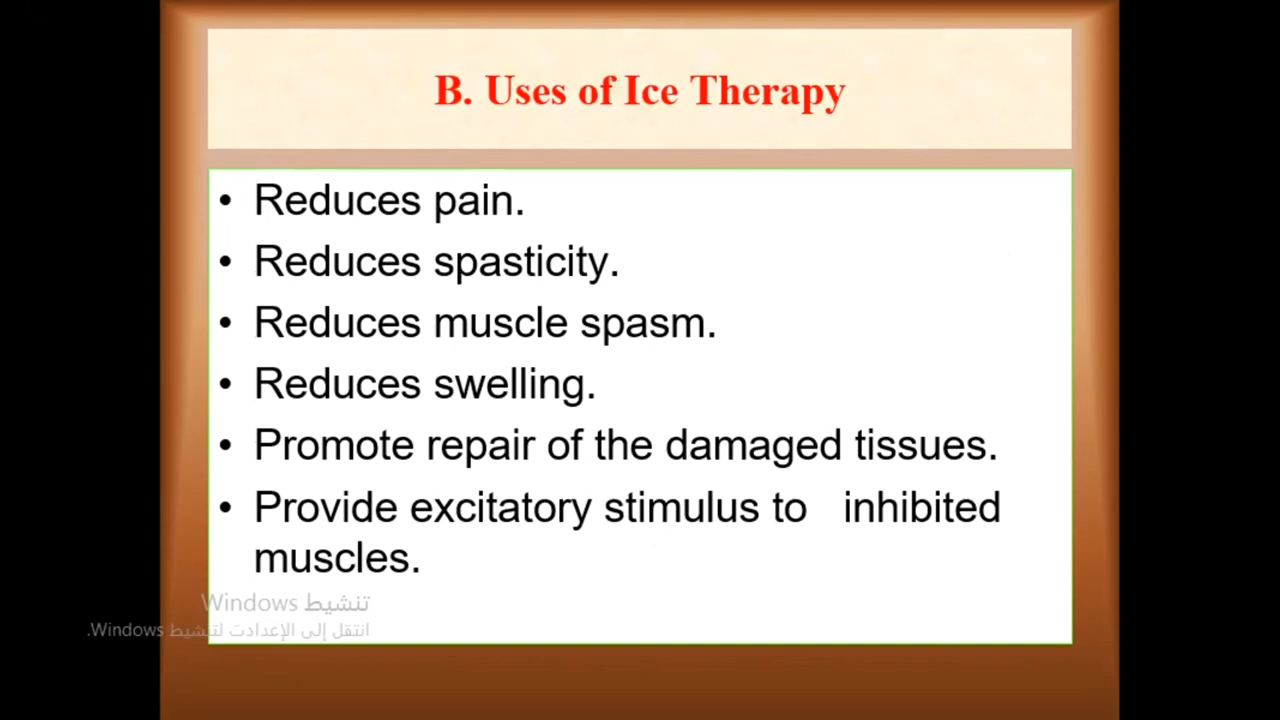 B. Uses of Ice Therapy
• Reduces pain.
• Reduces spasticity.
• Reduces muscle spasm.
• Reduces swelling.
• Promote repair of the damaged tissues.
• Provide excitatory stimulus to   inhibited
muscles.
تنشيط Windows
انتقل إلى الإعدادت لتنشيط Windows.